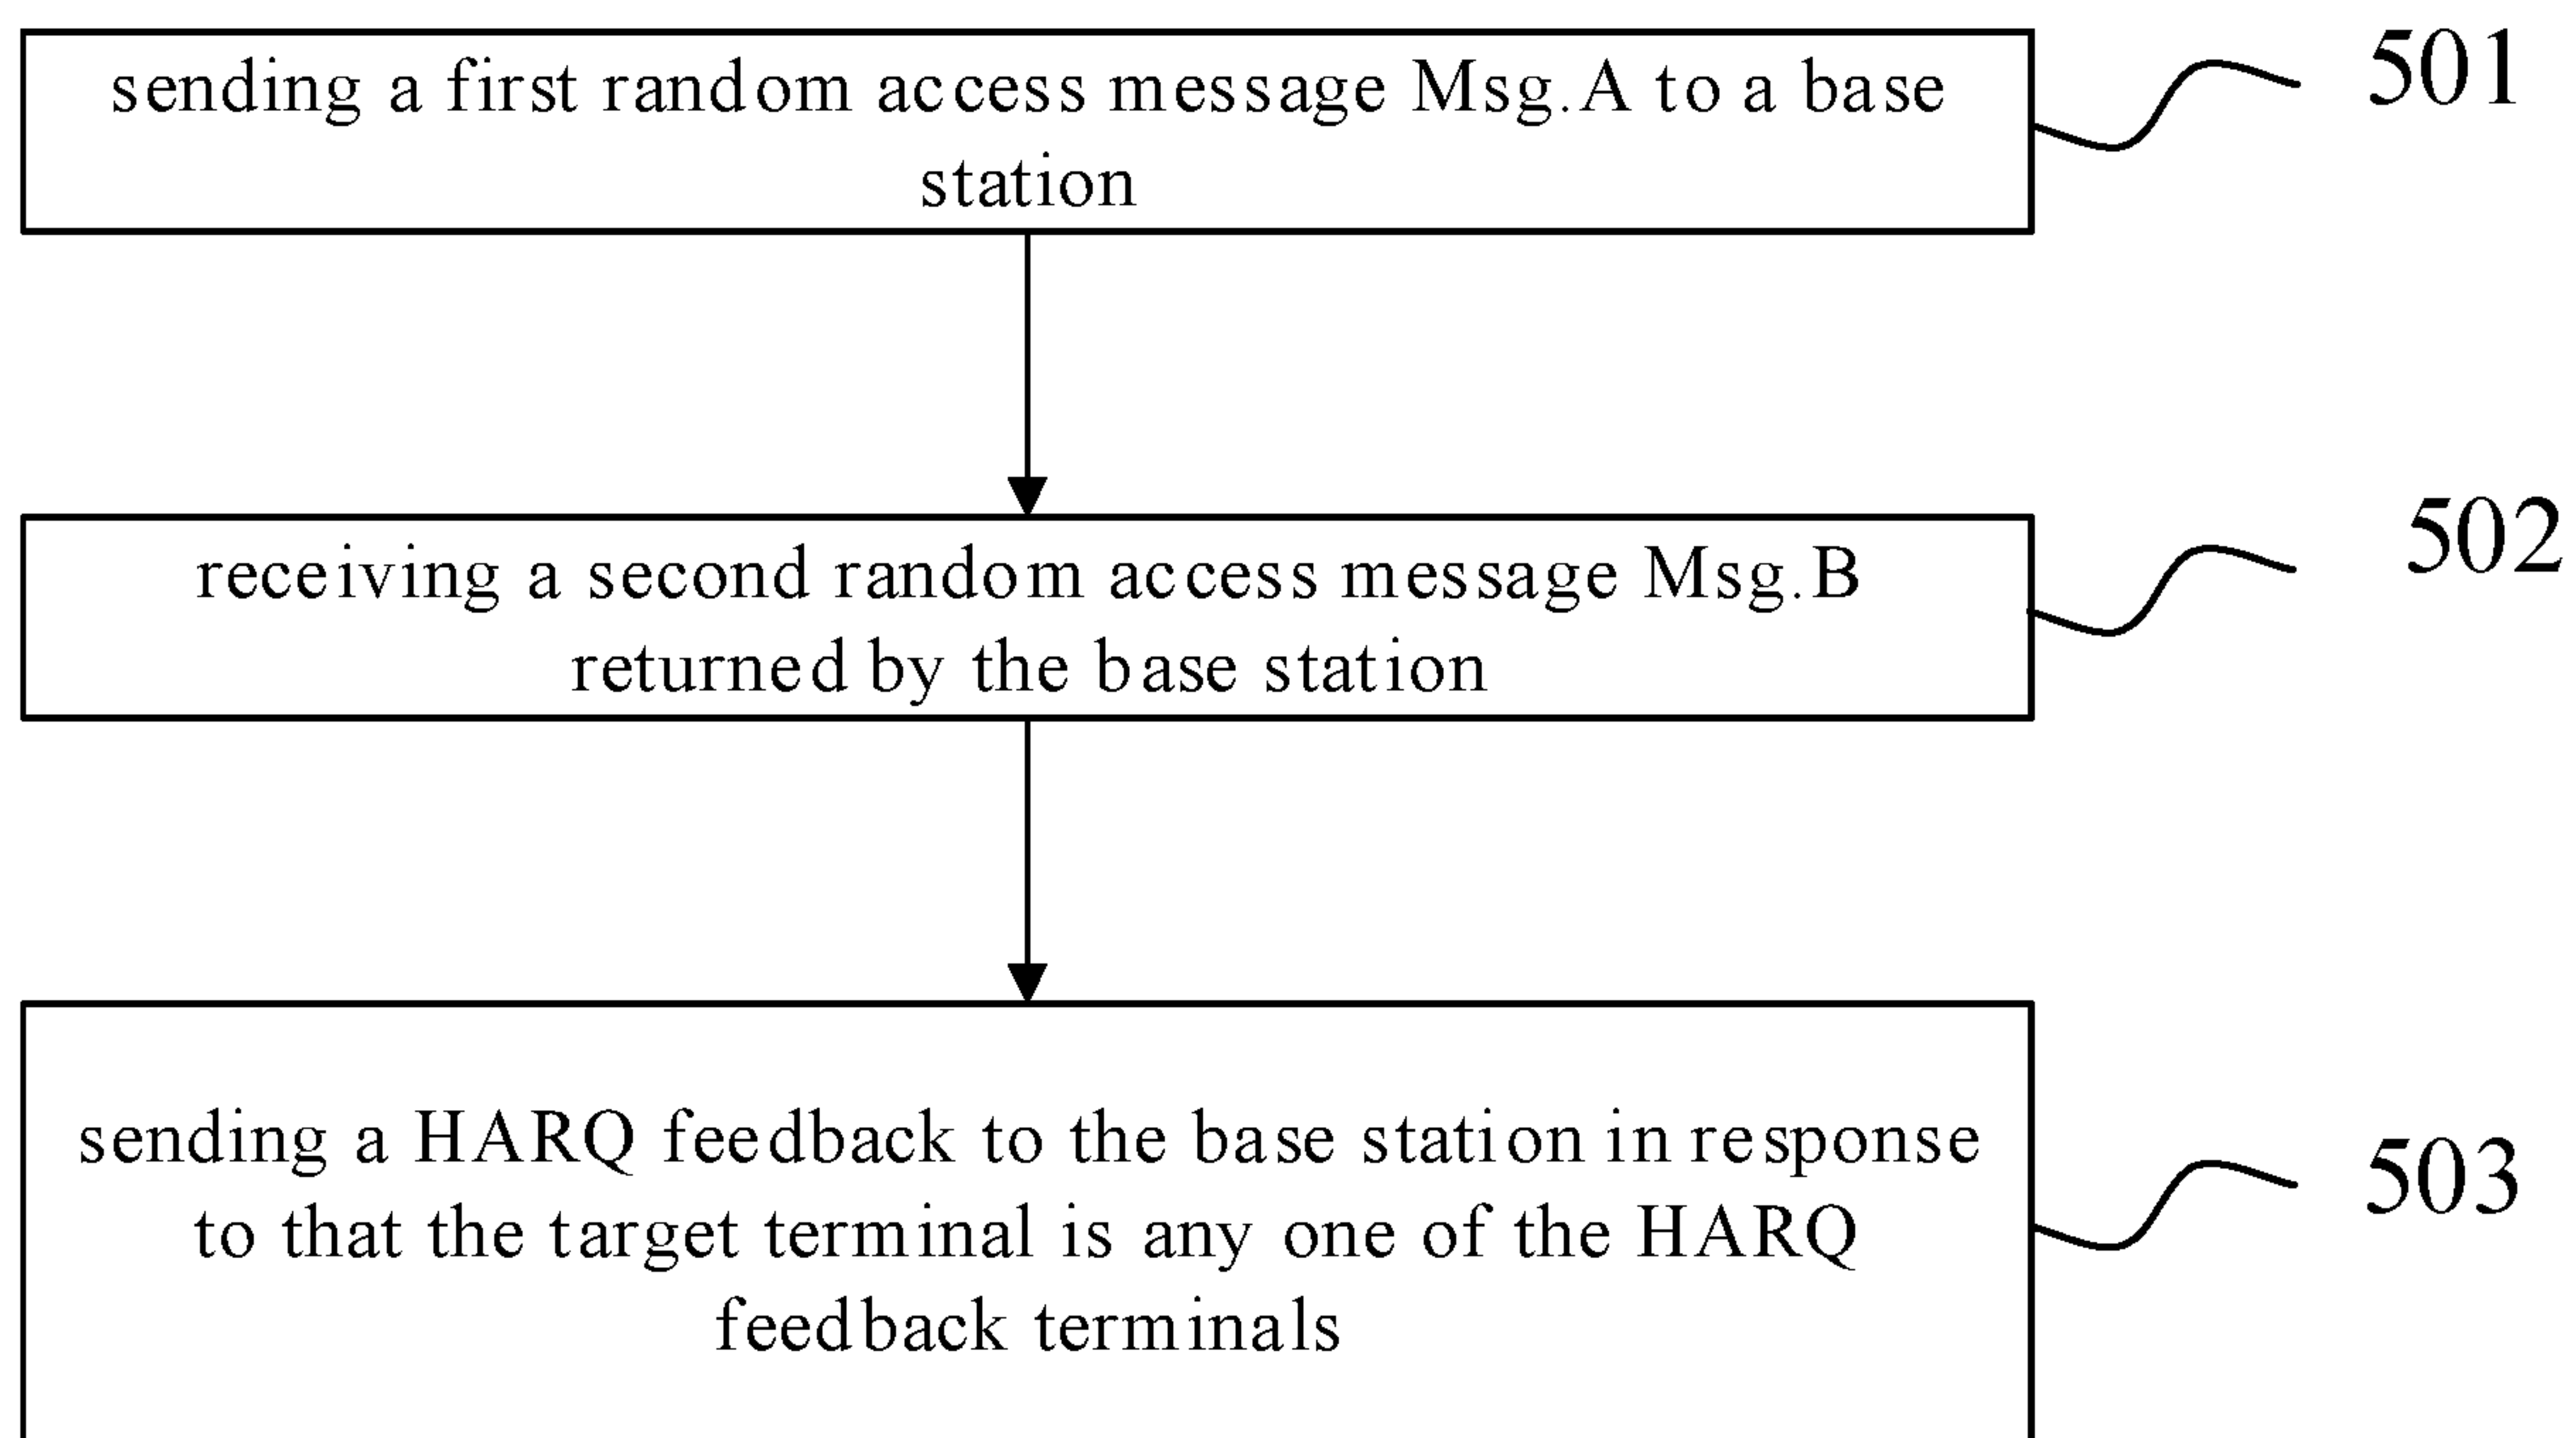 sending a first random access message Msg.A to a base
station
501
receiving a second random access message Msg.B
returned by the base station
502
sending a HARQ feedback to the base station in response
to that the target terminal is any one of the HARQ
feedback terminals
503